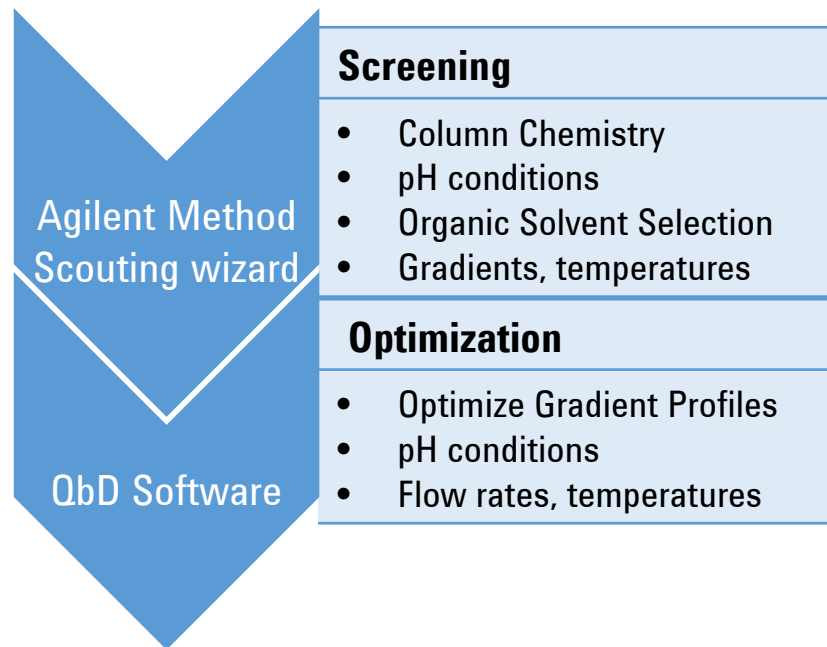 Agilent Method
Scouting wizard
Screening
• Column Chemistry
• pH conditions
• Organic Solvent Selection
• Gradients, temperatures
QbD Software
Optimization
• Optimize Gradient Profiles
• pH conditions
• Flow rates, temperatures